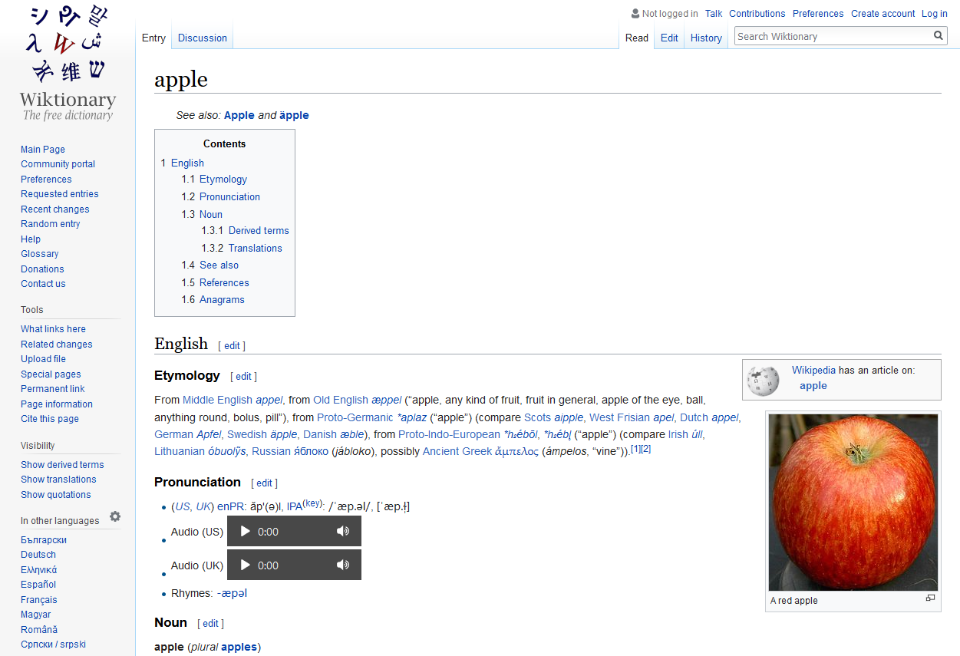 Not logged in Talk Contributions Preferences Create account Log in
Entry Discussion Read Edit History Search Wiktionary
Wiktionary
The free dictionary
Main Page
Community portal
Preferences
Requested entries
Recent changes
Random entry
Help
Glossary
Donations
Contact us
Tools
What links here
Related changes
Upload file
Special pages
Permanent link
Page information
Cite this page
Visibility
Show derived terms
Show translations
Show quotations
In other languages
Български
Deutsch
Ελληνικά
Español
Français
Magyar
Română
Српски / srpski
apple
See also: Apple and äpple
Contents
1 English
1.1 Etymology
1.2 Pronunciation
1.3 Noun
1.3.1 Derived terms
1.3.2 Translations
1.4 See also
1.5 References
1.6 Anagrams
English [ edit ]
Etymology [ edit ]
From Middle English appel, from Old English æppel (“apple, any kind of fruit, fruit in general, apple of the eye, ball,
anything round, bolus, pill”), from Proto-Germanic *aplaz (“apple”) (compare Scots aipple, West Frisian apel, Dutch appel,
German Apfel, Swedish äpple, Danish æble), from Proto-Indo-European *h₂ébōl, *h₂ébl̥ (“apple”) (compare Irish úll,
Lithuanian óbuolỹs, Russian я́блоко (jábloko), possibly Ancient Greek ἄμπελος (ámpelos, “vine”)).[1][2]
Pronunciation [ edit ]
(US, UK) enPR: ăp'(ə)l, IPA(key): /ˈæp.əl/, [ˈæp.ɫ̩]
Audio (US) 0:00
Audio (UK) 0:00
Rhymes: -æpəl
Noun [ edit ]
apple (plural apples)
Wikipedia has an article on:
apple
A red apple